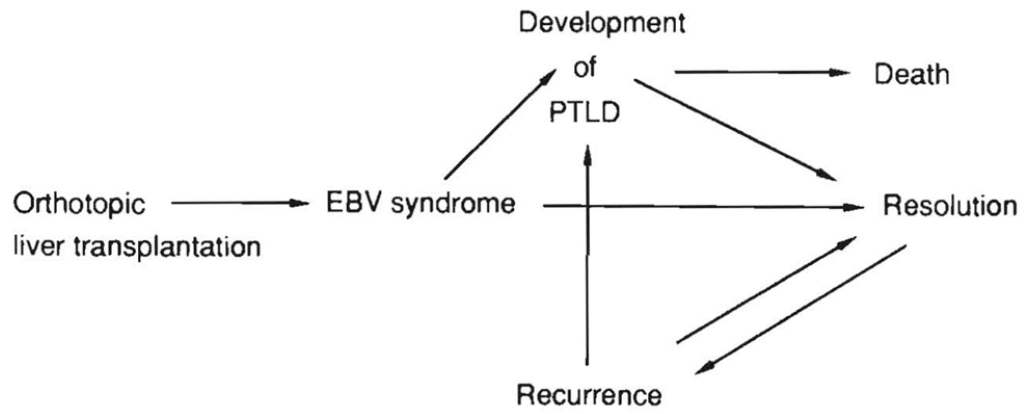 Development
of
PTLD
Death
Orthotopic
liver transplantation
EBV syndrome
Resolution
Recurrence